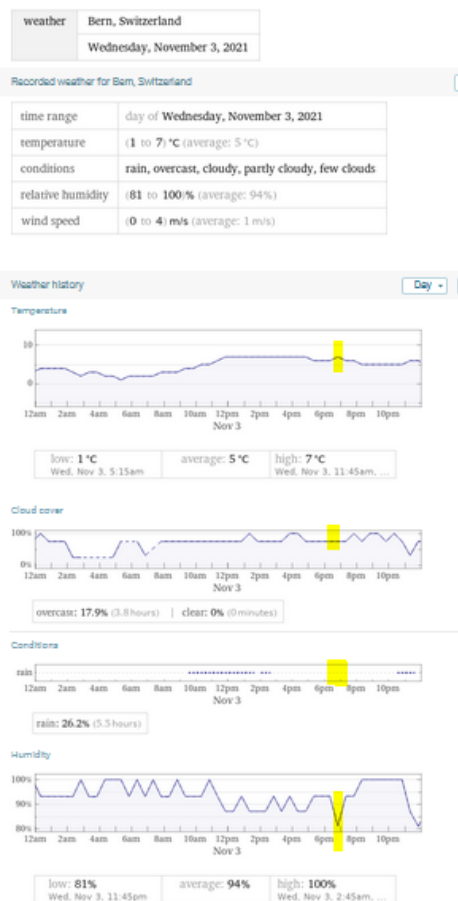 weather Bern, Switzerland
Wednesday, November 3, 2021
Recorded weather for Bern, Switzerland
time range day of Wednesday, November 3, 2021
temperature (1 to 7) °C (average: 5 °C)
conditions rain, overcast, cloudy, partly cloudy, few clouds
relative humidity (81 to 100)% (average: 94%)
wind speed (0 to 4) m/s (average: 1 m/s)
Weather history Day
Temperature
10
0
12am 2am 4am 6am 8am 10am 12pm 2pm 4pm 6pm 8pm 10pm
Nov 3
low: 1 °C average: 5 °C high: 7 °C
Wed, Nov 3, 5:15am Wed, Nov 3, 11:45am, ...
Cloud cover
100%
0%
12am 2am 4am 6am 8am 10am 12pm 2pm 4pm 6pm 8pm 10pm
Nov 3
overcast: 17.9% (3.8 hours) | clear: 0% (0 minutes)
Conditions
rain
12am 2am 4am 6am 8am 10am 12pm 2pm 4pm 6pm 8pm 10pm
Nov 3
rain: 26.2% (5.5 hours)
Humidity
100%
90%
80%
12am 2am 4am 6am 8am 10am 12pm 2pm 4pm 6pm 8pm 10pm
Nov 3
low: 81% average: 94% high: 100%
Wed, Nov 3, 11:45pm Wed, Nov 3, 2:45am, ...